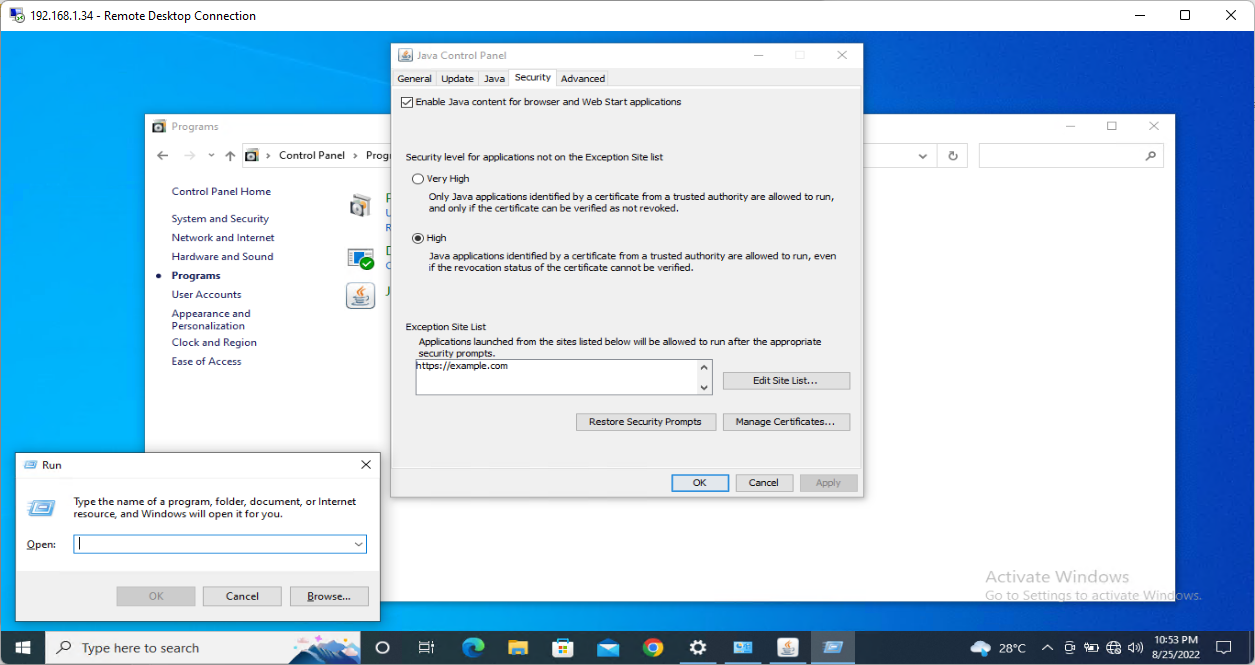 192.168.1.34 - Remote Desktop Connection
Java Control Panel
General Update Java Security Advanced
Enable Java content for browser and Web Start applications
Security level for applications not on the Exception Site list
Very High
Only Java applications identified by a certificate from a trusted authority are allowed to run,
and only if the certificate can be verified as not revoked.
High
Java applications identified by a certificate from a trusted authority are allowed to run, even
if the revocation status of the certificate cannot be verified.
Exception Site List
Applications launched from the sites listed below will be allowed to run after the appropriate
security prompts.
https://example.com
Edit Site List...
Restore Security Prompts Manage Certificates...
OK Cancel Apply
Programs
Control Panel
Control Panel Home
System and Security
Network and Internet
Hardware and Sound
Programs
User Accounts
Appearance and
Personalization
Clock and Region
Ease of Access
Run
Type the name of a program, folder, document, or Internet
resource, and Windows will open it for you.
Open:
OK Cancel Browse...
Activate Windows
Go to Settings to activate Windows.
Type here to search
28°C
10:53 PM
8/25/2022